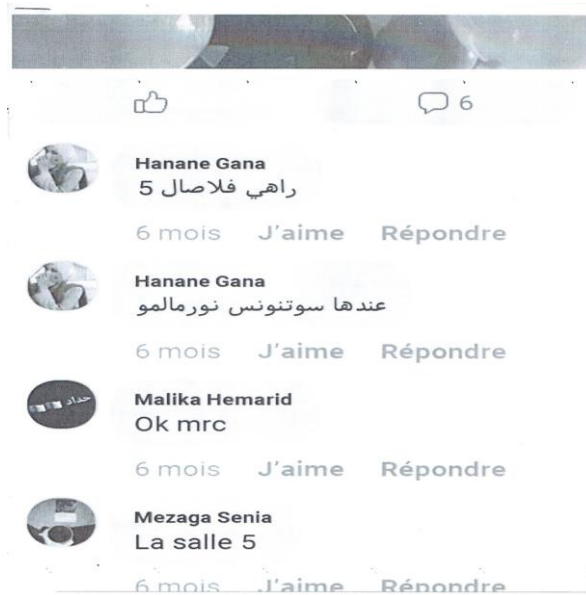 6
Hanane Gana
راهي فلاصال 5
6 mois J'aime Répondre
Hanane Gana
عندها سوتنونس نورمالمو
6 mois J'aime Répondre
حداد
Malika Hemarid
Ok mrc
6 mois J'aime Répondre
Mezaga Senia
La salle 5
6 mois J'aime Répondre